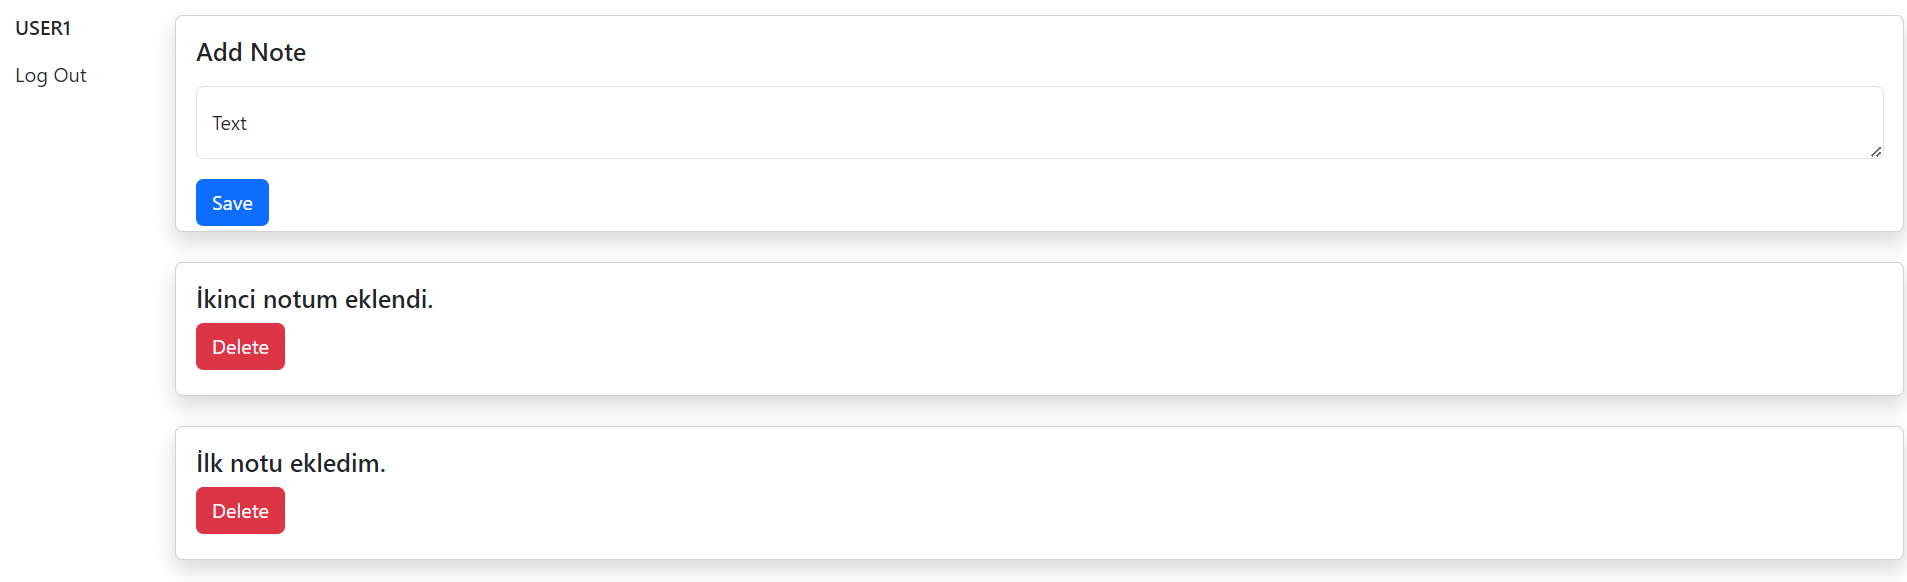 USER1
Log Out
Add Note
Text
Save
İkinci notum eklendi.
Delete
İlk notu ekledim.
Delete